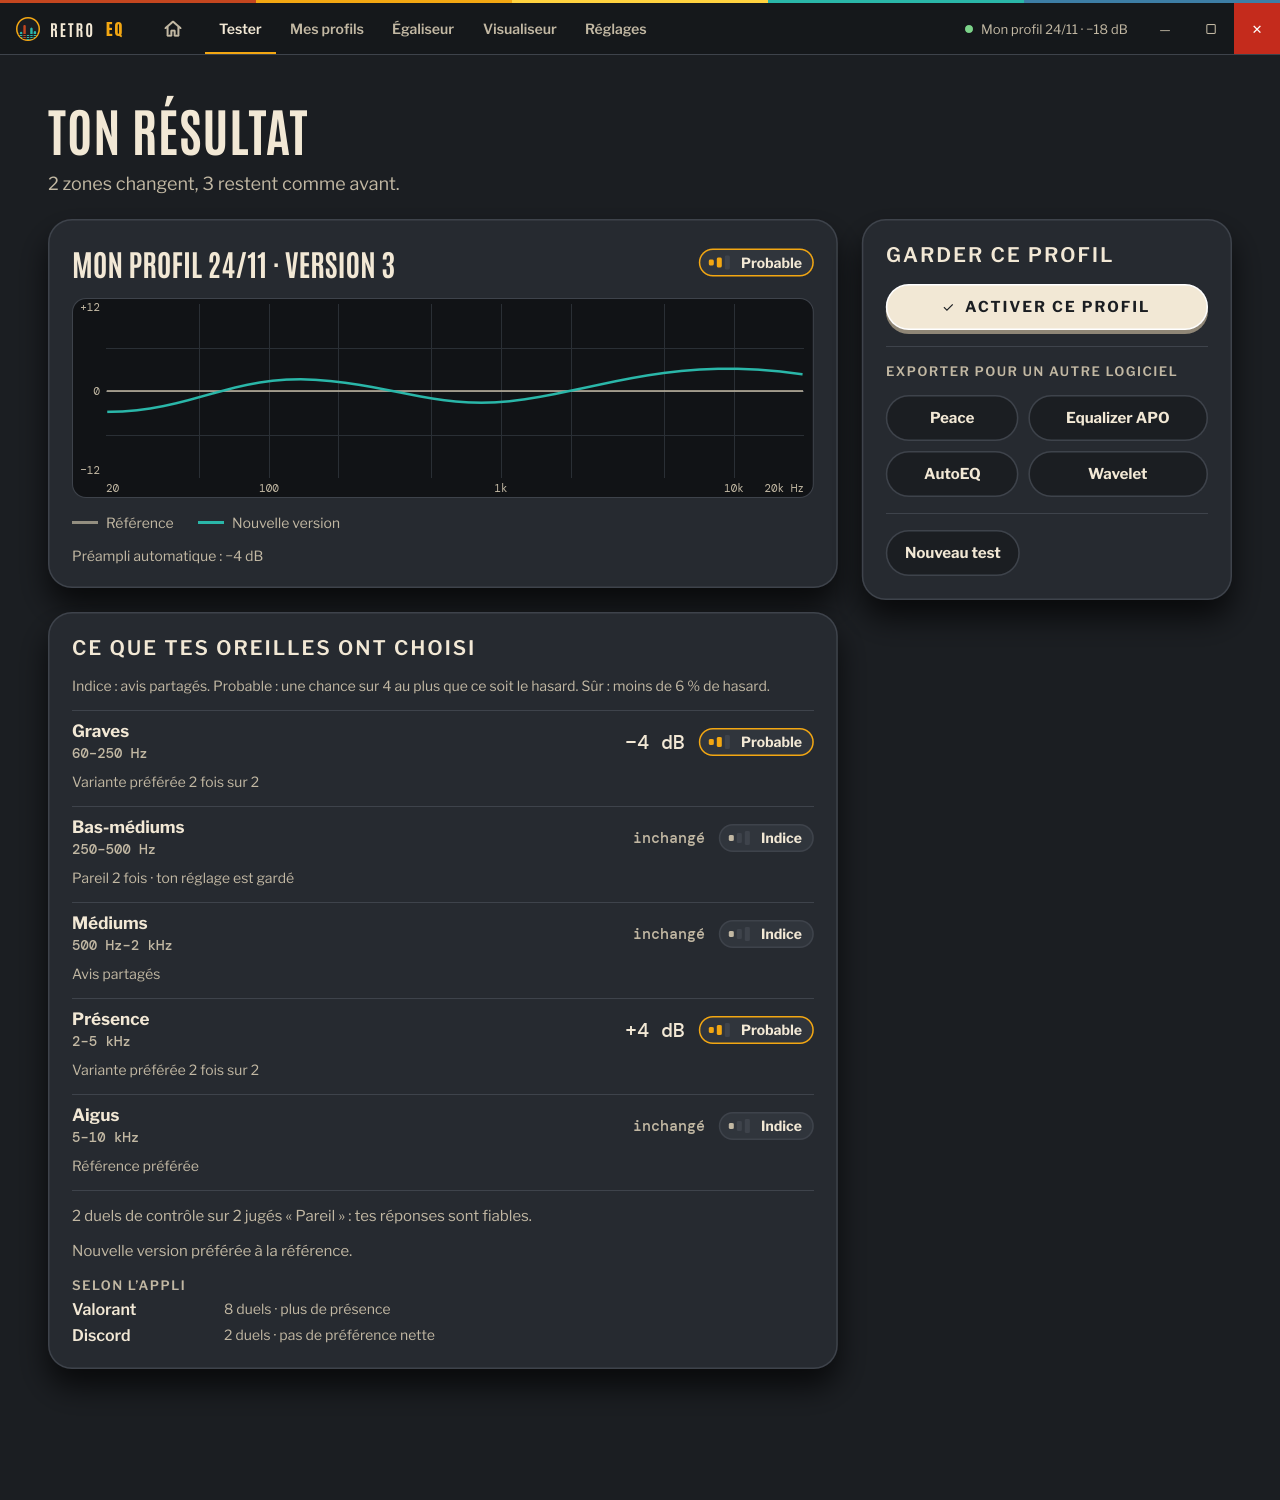 RETRO EQ
Tester
Mes profils
Égaliseur
Visualiseur
Réglages
Mon profil 24/11 · −18 dB
TON RÉSULTAT
2 zones changent, 3 restent comme avant.
MON PROFIL 24/11 · VERSION 3
Probable
+12
0
−12
20
100
1k
10k
20k Hz
Référence
Nouvelle version
Préampli automatique : −4 dB
GARDER CE PROFIL
✓ ACTIVER CE PROFIL
EXPORTER POUR UN AUTRE LOGICIEL
Peace
Equalizer APO
AutoEQ
Wavelet
Nouveau test
CE QUE TES OREILLES ONT CHOISI
Indice : avis partagés. Probable : une chance sur 4 au plus que ce soit le hasard. Sûr : moins de 6 % de hasard.
Graves
60–250 Hz
−4 dB
Probable
Variante préférée 2 fois sur 2
Bas-médiums
250–500 Hz
inchangé
Indice
Pareil 2 fois · ton réglage est gardé
Médiums
500 Hz–2 kHz
inchangé
Indice
Avis partagés
Présence
2–5 kHz
+4 dB
Probable
Variante préférée 2 fois sur 2
Aigus
5–10 kHz
inchangé
Indice
Référence préférée
2 duels de contrôle sur 2 jugés « Pareil » : tes réponses sont fiables.
Nouvelle version préférée à la référence.
SELON L'APPLI
Valorant
8 duels · plus de présence
Discord
2 duels · pas de préférence nette